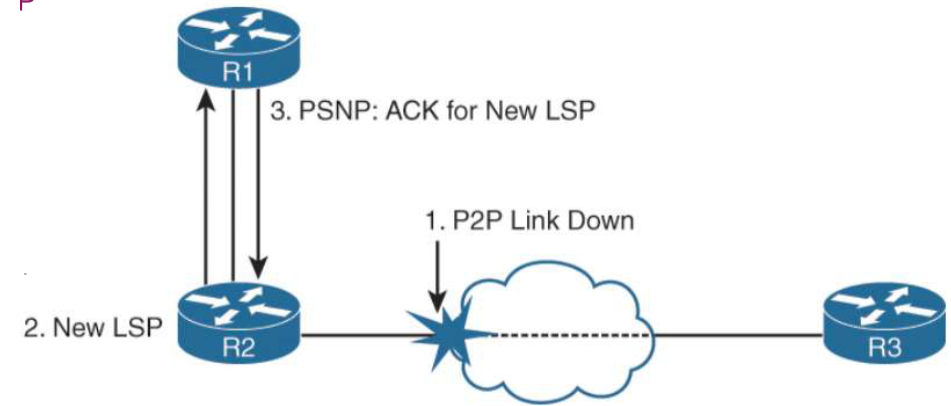 R1
3. PSNP: ACK for New LSP
1. P2P Link Down
2. New LSP
R2
R3